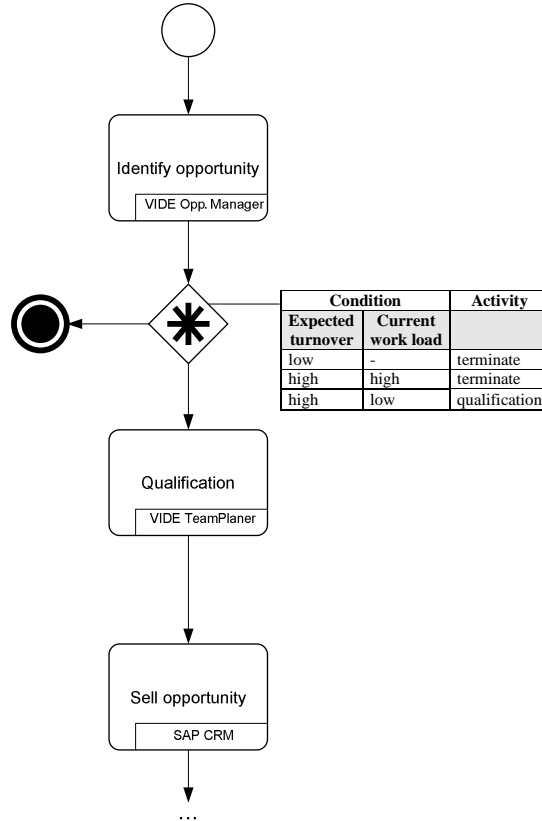 Identify opportunity
VIDE Opp. Manager
Condition Activity
Expected turnover Current work load
low - terminate
high high terminate
high low qualification
Qualification
VIDE TeamPlaner
Sell opportunity
SAP CRM
...